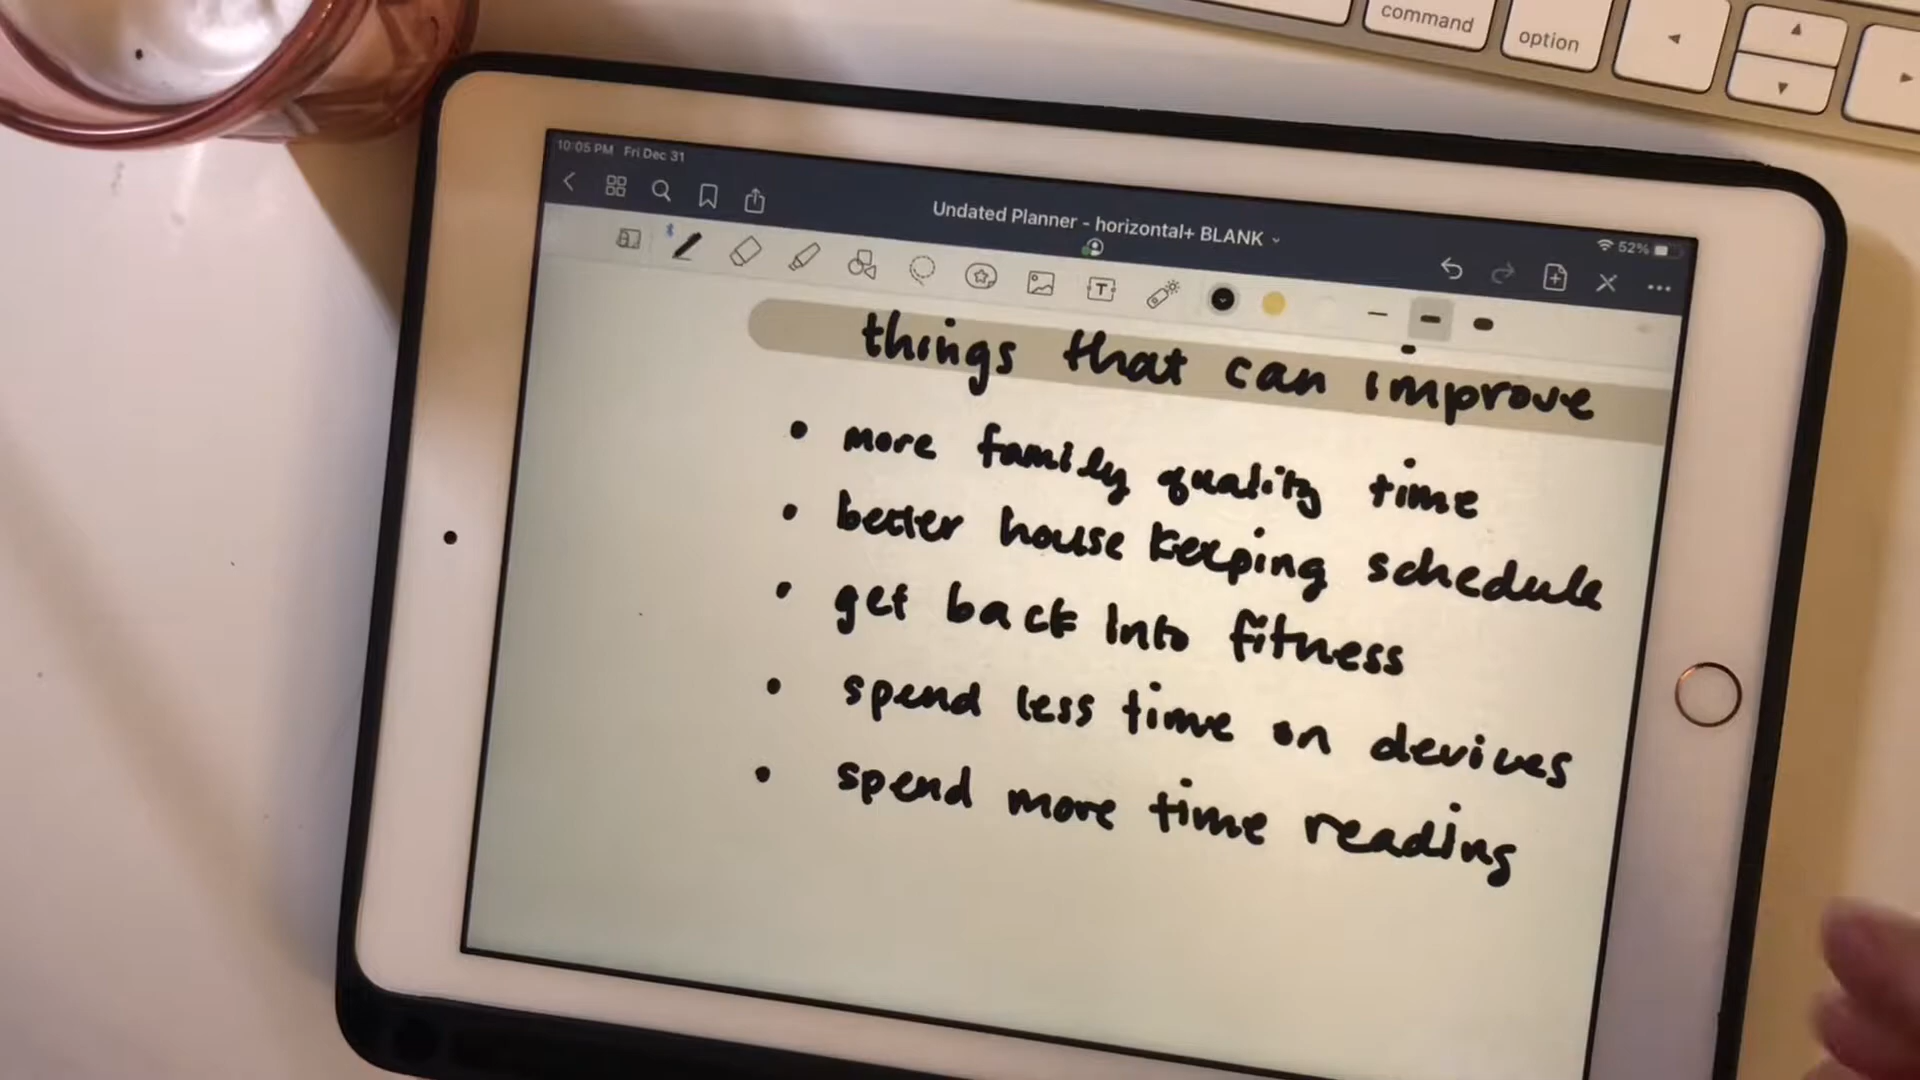 command
option
10:05 PM Fri Dec 31
Undated Planner - horizontal+ BLANK
52%
things that can improve
• more family quality time
• better house keeping schedule
• get back into fitness
• spend less time on devices
• spend more time reading